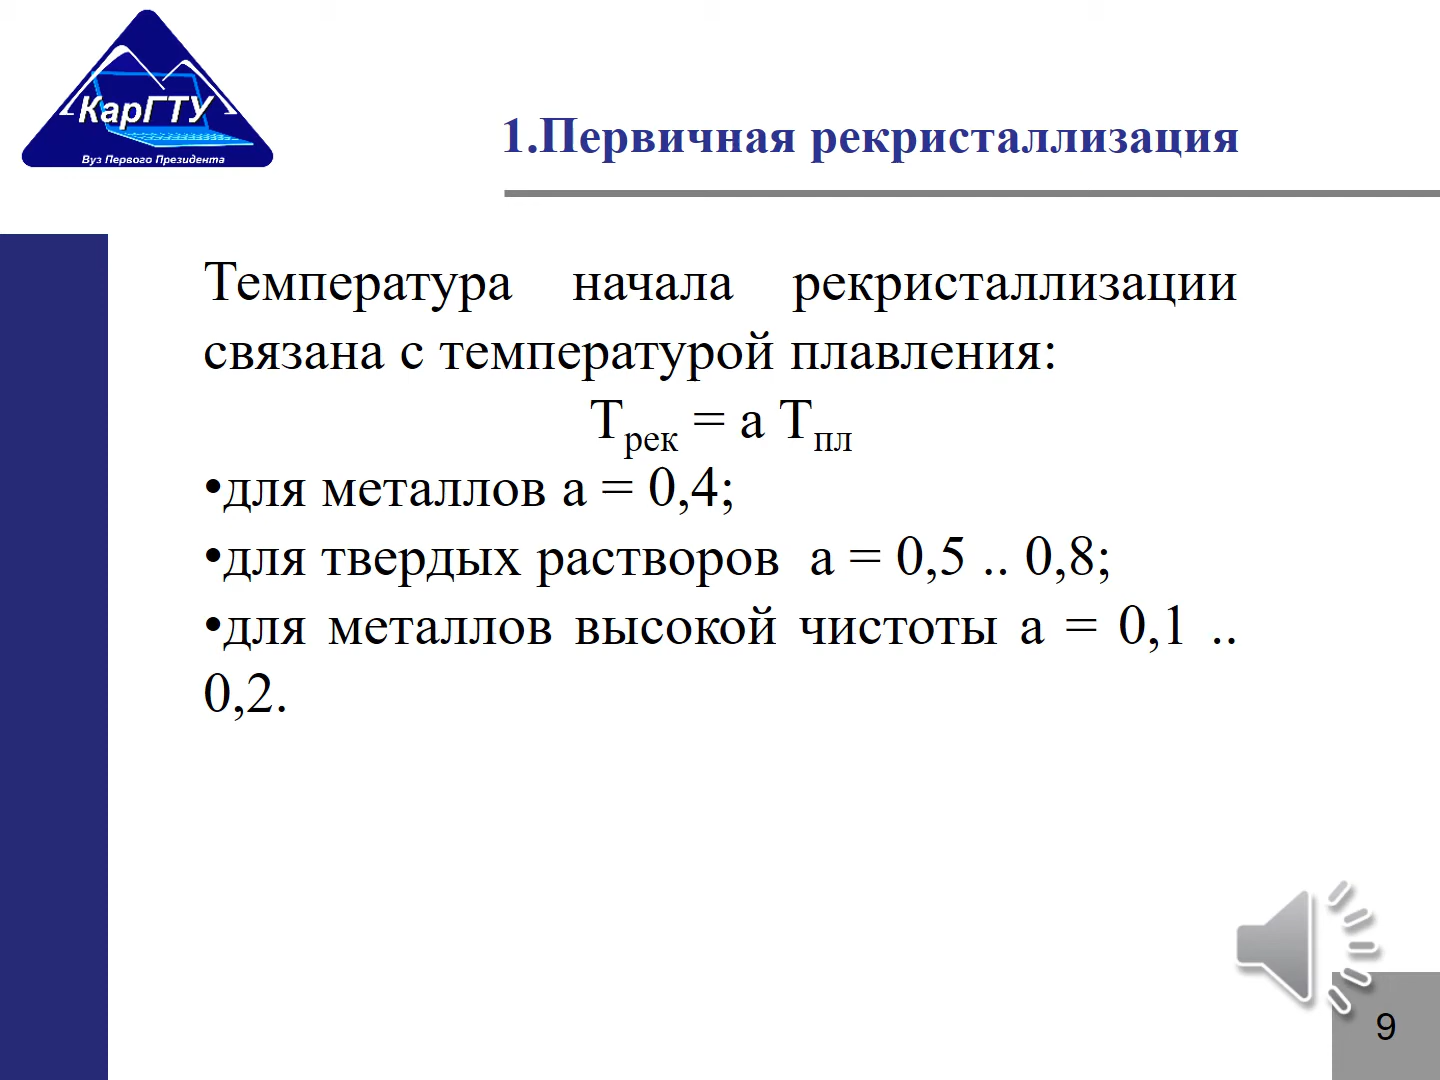 КарГТУ
Вуз Первого Президента
1.Первичная рекристаллизация
Температура начала рекристаллизации
связана с температурой плавления:
Tрек = а Тпл
•для металлов а = 0,4;
•для твердых растворов а = 0,5 .. 0,8;
•для металлов высокой чистоты а = 0,1 ..
0,2.
9